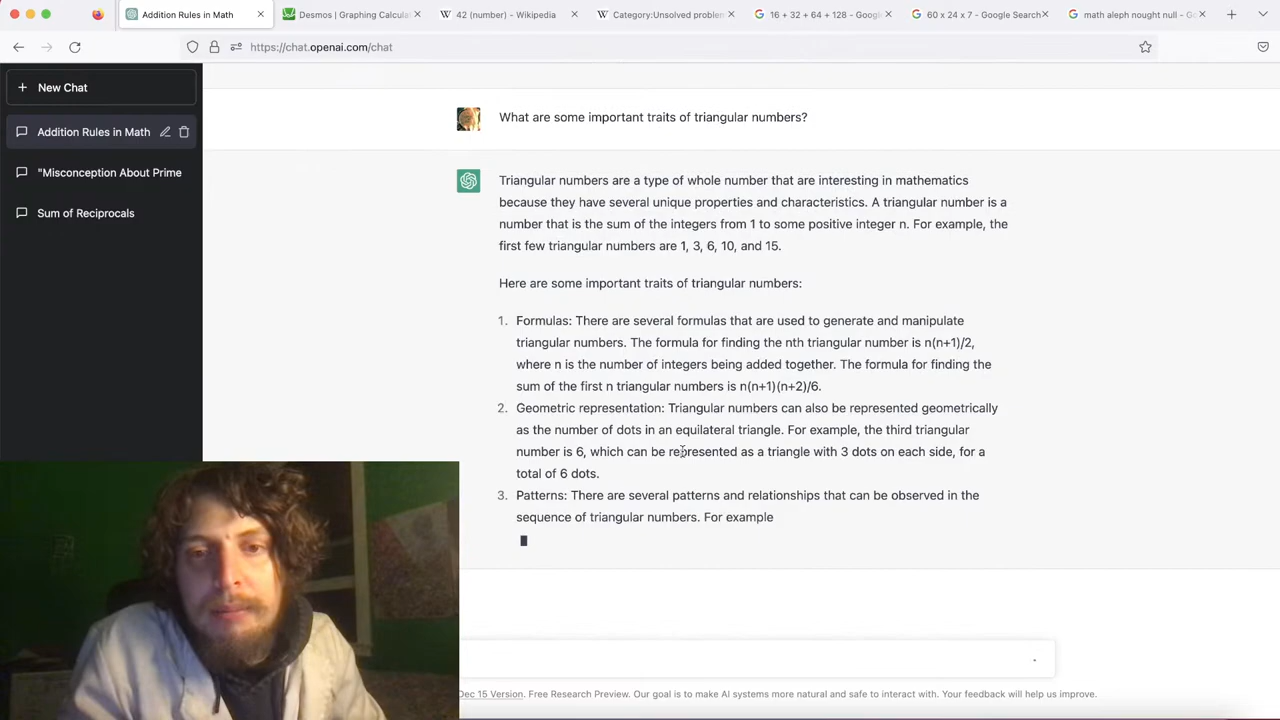 Addition Rules in Math
Desmos | Graphing Calcula
42 (number) - Wikipedia
Category:Unsolved problem
16 + 32 + 64 + 128 - Google
60 x 24 x 7 - Google Search
math aleph nought null - Go
https://chat.openai.com/chat
New Chat
Addition Rules in Math
"Misconception About Prime
Sum of Reciprocals
What are some important traits of triangular numbers?
Triangular numbers are a type of whole number that are interesting in mathematics
because they have several unique properties and characteristics. A triangular number is a
number that is the sum of the integers from 1 to some positive integer n. For example, the
first few triangular numbers are 1, 3, 6, 10, and 15.
Here are some important traits of triangular numbers:
1. Formulas: There are several formulas that are used to generate and manipulate
triangular numbers. The formula for finding the nth triangular number is n(n+1)/2,
where n is the number of integers being added together. The formula for finding the
sum of the first n triangular numbers is n(n+1)(n+2)/6.
2. Geometric representation: Triangular numbers can also be represented geometrically
as the number of dots in an equilateral triangle. For example, the third triangular
number is 6, which can be represented as a triangle with 3 dots on each side, for a
total of 6 dots.
3. Patterns: There are several patterns and relationships that can be observed in the
sequence of triangular numbers. For example
Dec 15 Version. Free Research Preview. Our goal is to make AI systems more natural and safe to interact with. Your feedback will help us improve.